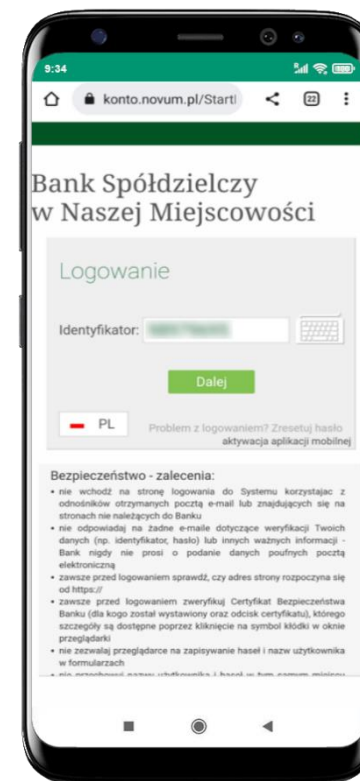 9:34
konto.novum.pl/Startl
22
Bank Spółdzielczy
w Naszej Miejscowości
Logowanie
Identyfikator:
Dalej
PL
Problem z logowaniem? Zresetuj hasło
aktywacja aplikacji mobilnej
Bezpieczeństwo - zalecenia:
• nie wchodź na stronę logowania do Systemu korzystając z
odnośników otrzymanych pocztą e-mail lub znajdujących się na
stronach nie należących do Banku
• nie odpowiadaj na żadne e-maile dotyczące weryfikacji Twoich
danych (np. identyfikator, hasło) lub innych ważnych informacji -
Bank nigdy nie prosi o podanie danych poufnych pocztą
elektroniczną
• zawsze przed logowaniem sprawdź, czy adres strony rozpoczyna się
od https://
• zawsze przed logowaniem zweryfikuj Certyfikat Bezpieczeństwa
Banku (dla kogo został wystawiony oraz odcisk certyfikatu), którego
szczegóły są dostępne poprzez kliknięcie na symbol kłódki w oknie
przeglądarki
• nie zezwalaj przeglądarce na zapisywanie haseł i nazw użytkownika
w formularzach